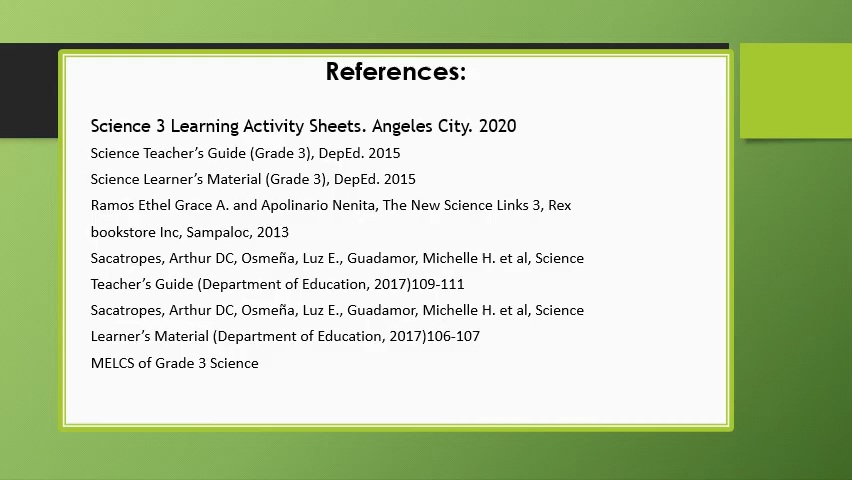 References:
Science 3 Learning Activity Sheets. Angeles City. 2020
Science Teacher’s Guide (Grade 3), DepEd. 2015
Science Learner’s Material (Grade 3), DepEd. 2015
Ramos Ethel Grace A. and Apolinario Nenita, The New Science Links 3, Rex
bookstore Inc, Sampaloc, 2013
Sacatropes, Arthur DC, Osmeña, Luz E., Guadamor, Michelle H. et al, Science
Teacher’s Guide (Department of Education, 2017)109-111
Sacatropes, Arthur DC, Osmeña, Luz E., Guadamor, Michelle H. et al, Science
Learner’s Material (Department of Education, 2017)106-107
MELCS of Grade 3 Science